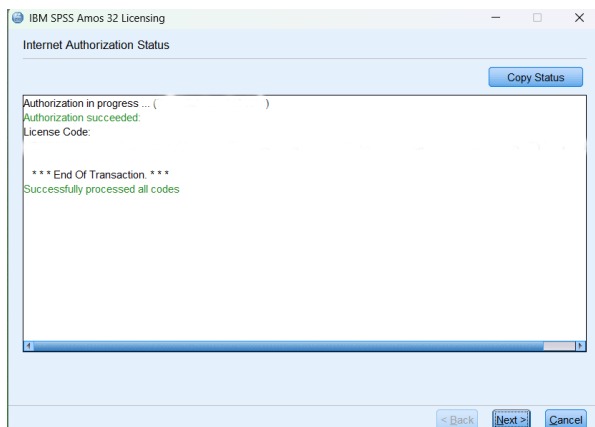 IBM SPSS Amos 32 Licensing
Internet Authorization Status
Copy Status
Authorization in progress ... ( )
Authorization succeeded:
License Code:
* * * End Of Transaction. * * *
Successfully processed all codes
< Back Next > Cancel